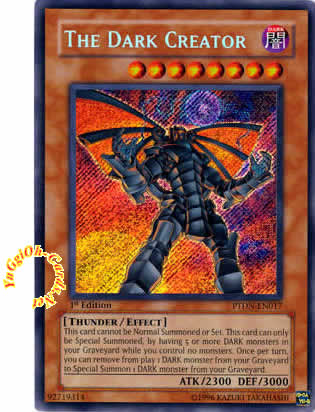 THE DARK CREATOR
DARK
闇
YuGgiOh-Cards.Net
1st Edition
PTDN-EN017
[THUNDER / EFFECT]
This card cannot be Normal Summoned or Set. This card can only
be Special Summoned, by having 5 or more DARK monsters in
your Graveyard while you control no monsters. Once per turn,
you can remove from play 1 DARK monster from your Graveyard
to Special Summon 1 DARK monster from your Graveyard.
ATK/2300 DEF/3000
92719314
©1996 KAZUKI TAKAHASHI